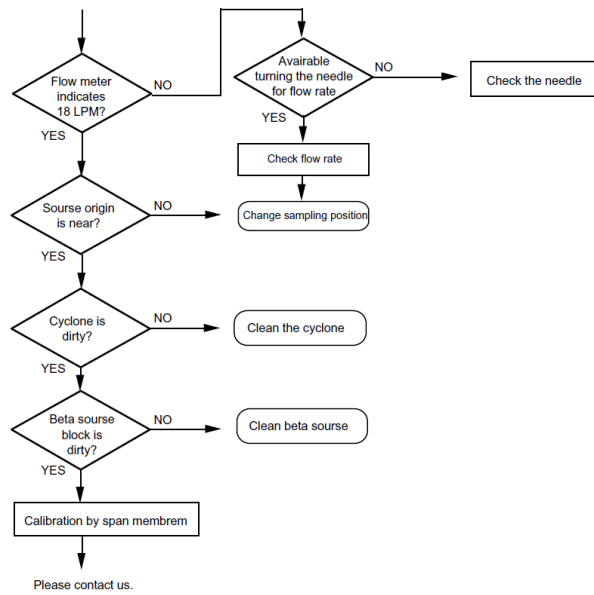 Flow meter
indicates
18 LPM?
NO
YES
Avairable
turning the needle
for flow rate
NO
YES
Check the needle
Check flow rate
Change sampling position
Sourse origin
is near?
NO
YES
Cyclone is
dirty?
NO
YES
Clean the cyclone
Beta sourse
block is
dirty?
NO
YES
Clean beta sourse
Calibration by span membrem
Please contact us.